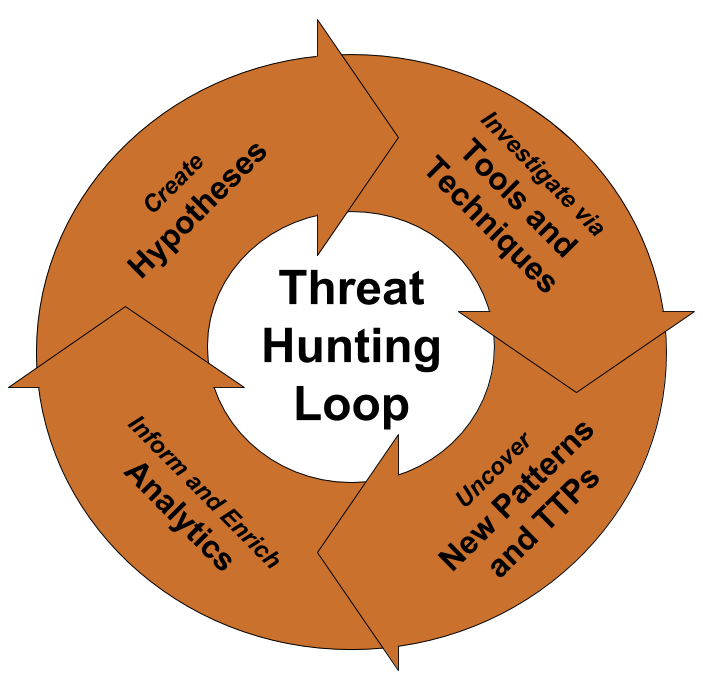 Create
Hypotheses
Investigate via
Tools and
Techniques
Threat
Hunting
Loop
Uncover
New Patterns
and TTPs
Inform and Enrich
Analytics